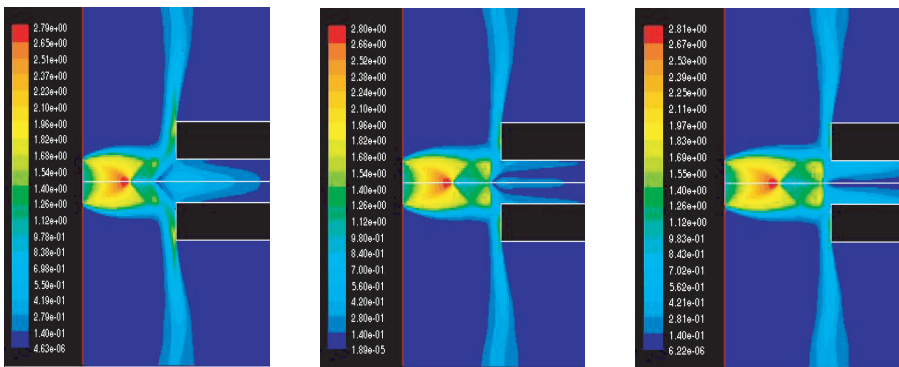 2.79e+00
2.65e+00
2.51e+00
2.37e+00
2.23e+00
2.10e+00
1.96e+00
1.82e+00
1.68e+00
1.54e+00
1.40e+00
1.26e+00
1.12e+00
9.78e-01
8.38e-01
6.98e-01
5.59e-01
4.19e-01
2.79e-01
1.40e-01
4.63e-06
2.80e+00
2.66e+00
2.52e+00
2.38e+00
2.24e+00
2.10e+00
1.96e+00
1.82e+00
1.68e+00
1.54e+00
1.40e+00
1.26e+00
1.12e+00
9.80e-01
8.40e-01
7.00e-01
5.60e-01
4.20e-01
2.80e-01
1.40e-01
1.89e-05
2.81e+00
2.67e+00
2.53e+00
2.39e+00
2.25e+00
2.11e+00
1.97e+00
1.83e+00
1.69e+00
1.55e+00
1.40e+00
1.26e+00
1.12e+00
9.83e-01
8.43e-01
7.02e-01
5.62e-01
4.21e-01
2.81e-01
1.40e-01
6.22e-06